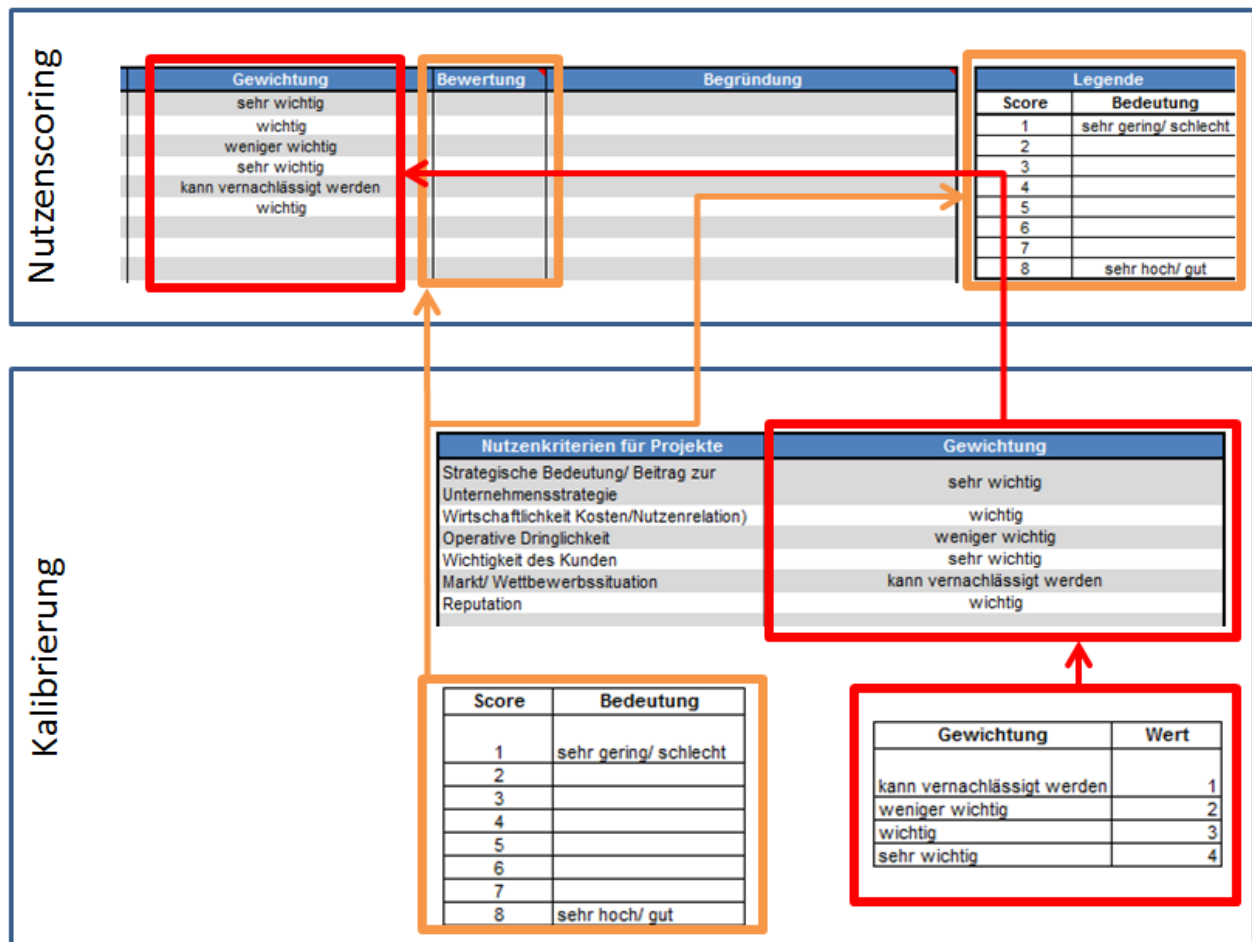 Nutzenscoring
Gewichtung Bewertung Begründung
sehr wichtig
wichtig
weniger wichtig
sehr wichtig
kann vernachlässigt werden
wichtig
Legende
Score Bedeutung
1 sehr gering/ schlecht
2
3
4
5
6
7
8 sehr hoch/ gut
Kalibrierung
Nutzenkriterien für Projekte Gewichtung
Strategische Bedeutung/ Beitrag zur
Unternehmensstrategie sehr wichtig
Wirtschaftlichkeit Kosten/Nutzenrelation) wichtig
Operative Dringlichkeit weniger wichtig
Wichtigkeit des Kunden sehr wichtig
Markt/ Wettbewerbssituation kann vernachlässigt werden
Reputation wichtig
Score Bedeutung
1 sehr gering/ schlecht
2
3
4
5
6
7
8 sehr hoch/ gut
Gewichtung Wert
kann vernachlässigt werden 1
weniger wichtig 2
wichtig 3
sehr wichtig 4